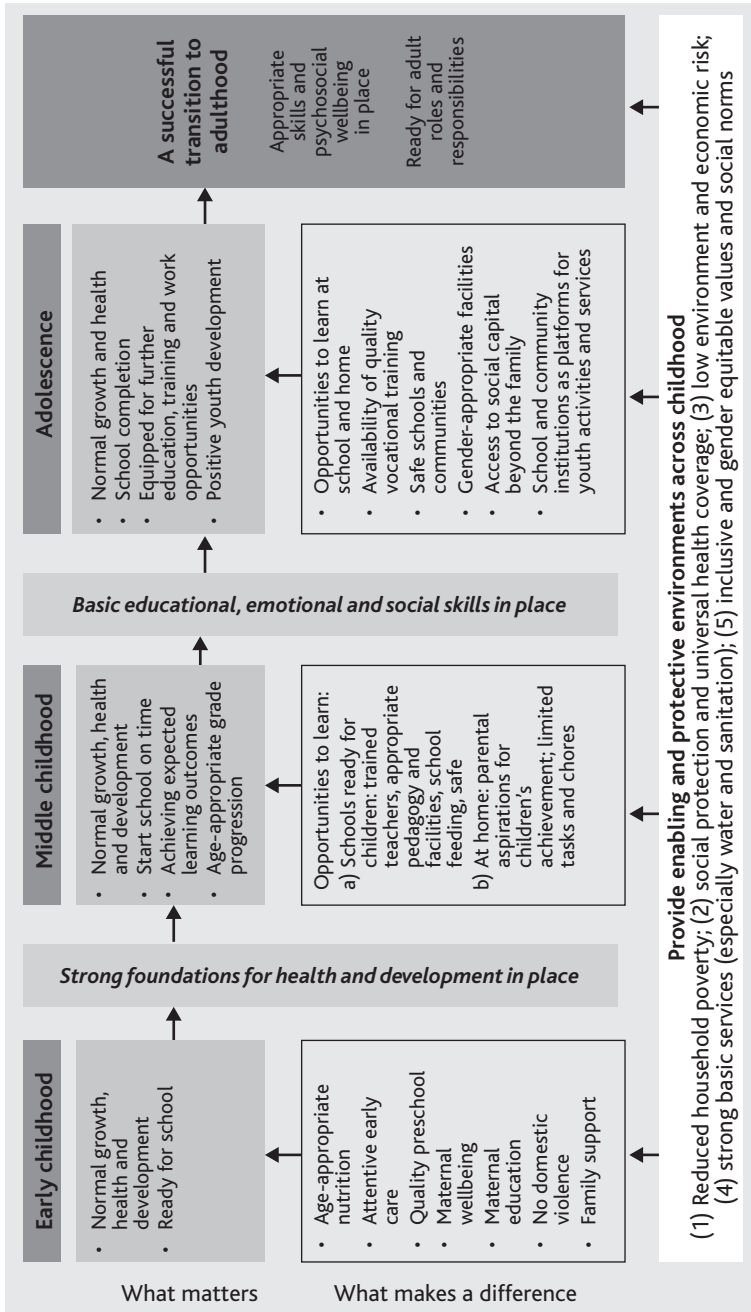 Early childhood
Middle childhood
Adolescence
What matters
• Normal growth,
health and
development
• Ready for school
Strong foundations for health and development in place
• Normal growth, health
and development
• Start school on time
• Achieving expected
learning outcomes
• Age-appropriate grade
progression
Basic educational, emotional and social skills in place
• Normal growth and health
• School completion
• Equipped for further
education, training and work
opportunities
• Positive youth development
A successful
transition to
adulthood
Appropriate
skills and
psychosocial
wellbeing
in place
Ready for adult
roles and
responsibilities
What makes a difference
• Age-appropriate
nutrition
• Attentive early
care
• Quality preschool
• Maternal
wellbeing
• Maternal
education
• No domestic
violence
• Family support
Opportunities to learn:
a) Schools ready for
children: trained
teachers, appropriate
pedagogy and
facilities, school
feeding, safe
b) At home: parental
aspirations for
children's
achievement; limited
tasks and chores
• Opportunities to learn at
school and home
• Availability of quality
vocational training
• Safe schools and
communities
• Gender-appropriate facilities
• Access to social capital
beyond the family
• School and community
institutions as platforms for
youth activities and services
Provide enabling and protective environments across childhood
(1) Reduced household poverty; (2) social protection and universal health coverage; (3) low environment and economic risk;
(4) strong basic services (especially water and sanitation); (5) inclusive and gender equitable values and social norms